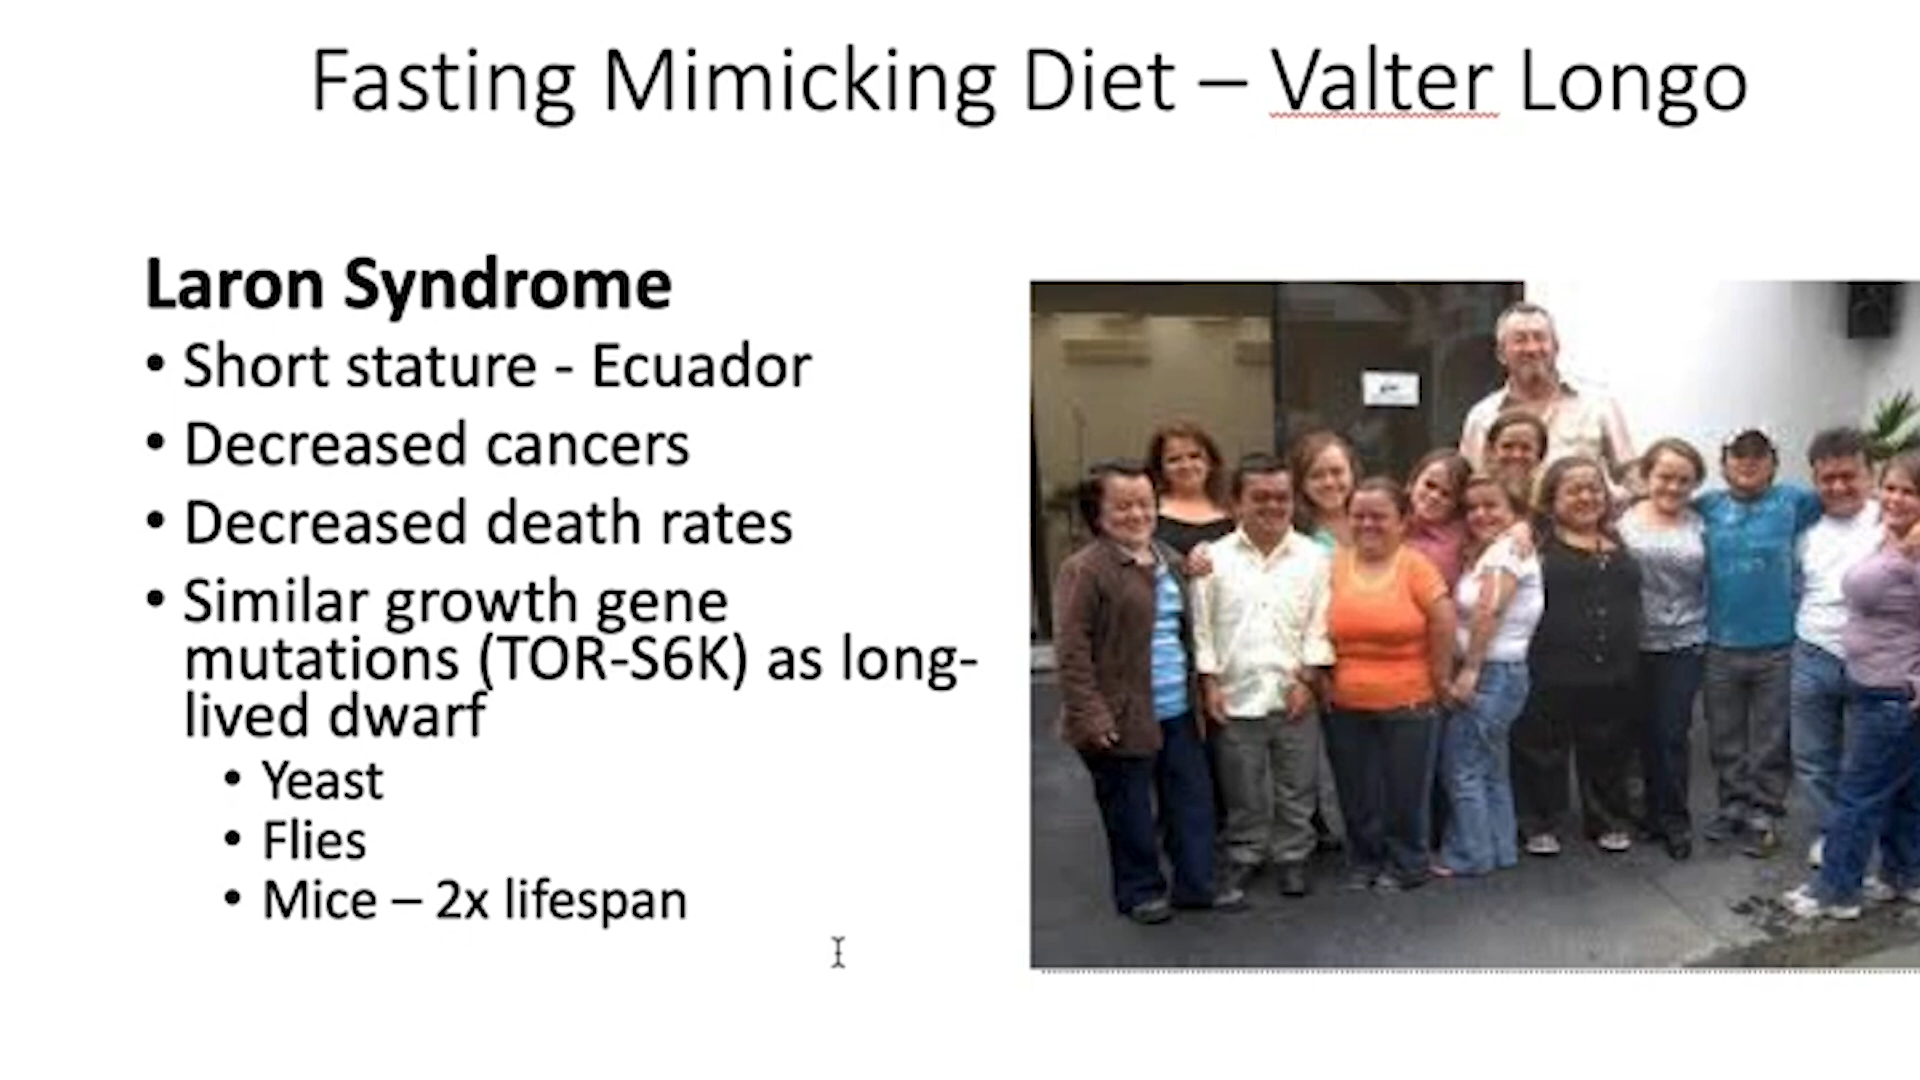 Fasting Mimicking Diet – Valter Longo
Laron Syndrome
• Short stature - Ecuador
• Decreased cancers
• Decreased death rates
• Similar growth gene
mutations (TOR-S6K) as long-
lived dwarf
• Yeast
• Flies
• Mice – 2x lifespan